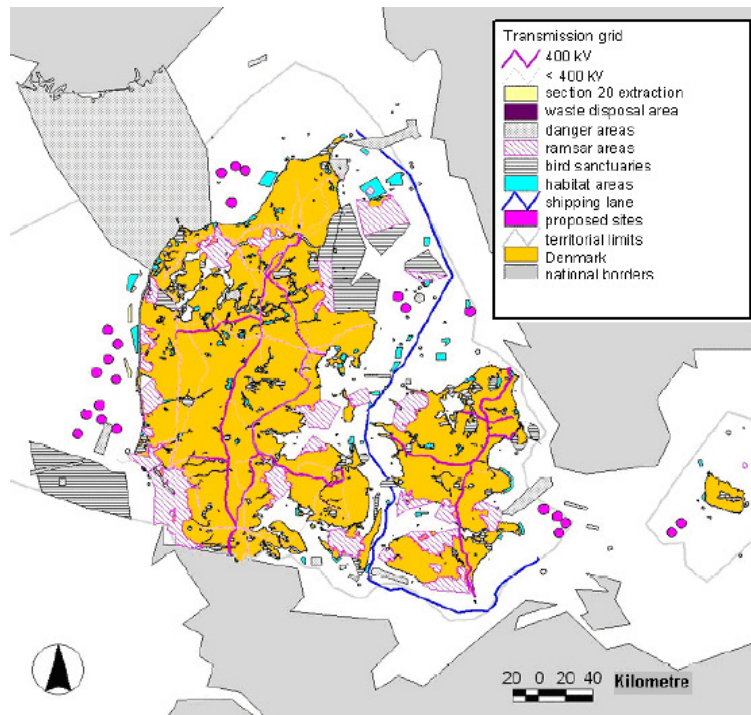 Transmission grid
400 kV
< 400 kV
section 20 extraction
waste disposal area
danger areas
ramsar areas
bird sanctuaries
habitat areas
shipping lane
proposed sites
territorial limits
Denmark
national borders
20 0 20 40 Kilometre